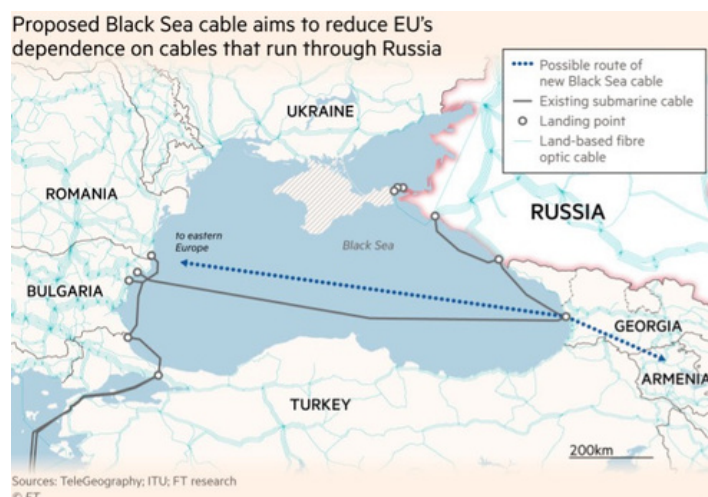 Proposed Black Sea cable aims to reduce EU's
dependence on cables that run through Russia
Possible route of
new Black Sea cable
Existing submarine cable
Landing point
Land-based fibre
optic cable
UKRAINE
ROMANIA
RUSSIA
to eastern
Europe
Black Sea
BULGARIA
GEORGIA
ARMENIA
TURKEY
200km
Sources: TeleGeography; ITU; FT research
© FT